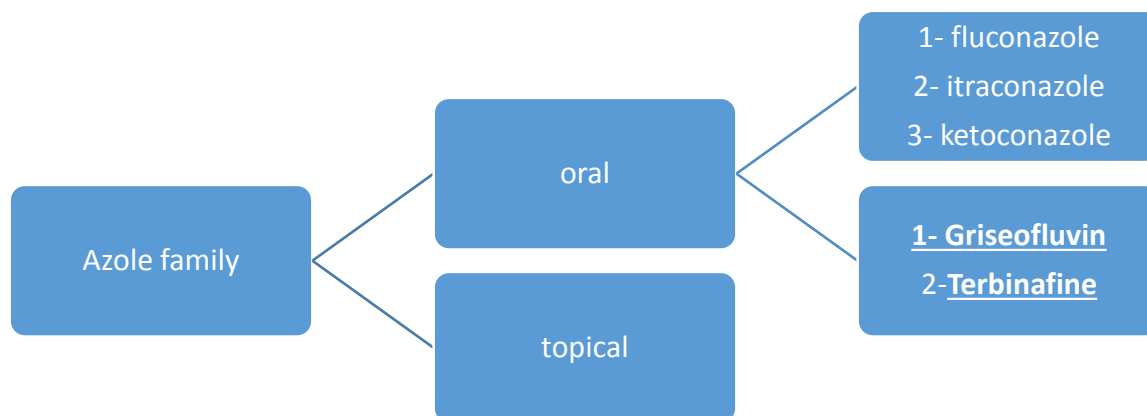 Azole family
oral
topical
1- fluconazole
2- itraconazole
3- ketoconazole
1- Griseofluvin
2-Terbinafine